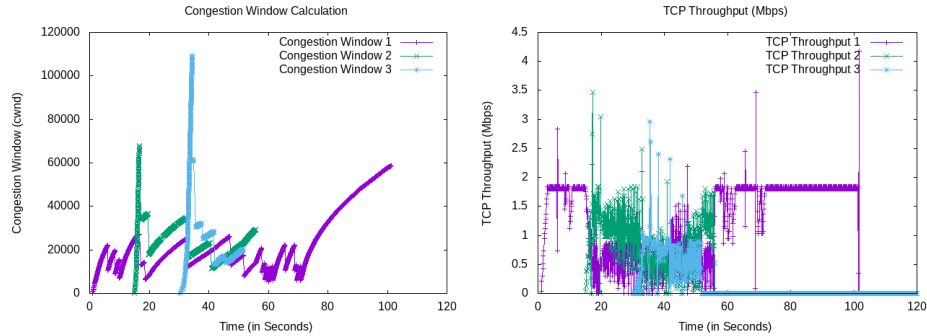 Congestion Window Calculation
120000
100000
80000
60000
40000
20000
0
0 20 40 60 80 100 120
Congestion Window (cwnd)
Time (in Seconds)
Congestion Window 1
Congestion Window 2
Congestion Window 3
TCP Throughput (Mbps)
4.5
4
3.5
3
2.5
2
1.5
1
0.5
0
0 20 40 60 80 100 120
TCP Throughput (Mbps)
Time (in Seconds)
TCP Throughput 1
TCP Throughput 2
TCP Throughput 3